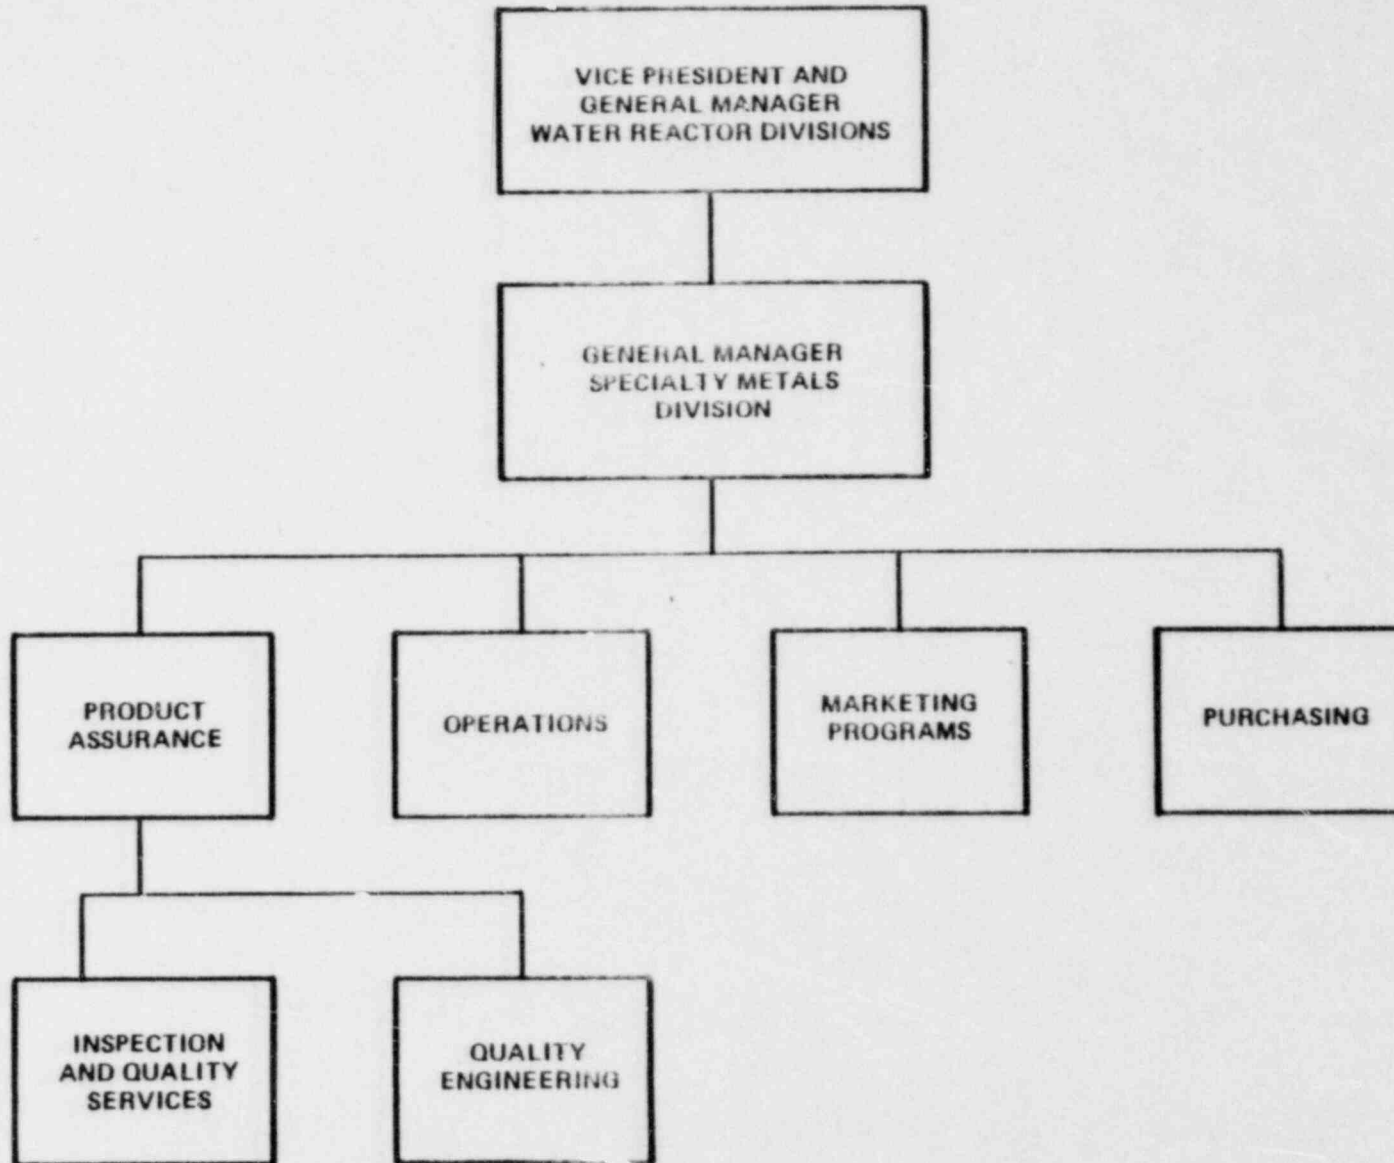 VICE PRESIDENT AND
GENERAL MANAGER
WATER REACTOR DIVISIONS
GENERAL MANAGER
SPECIALTY METALS
DIVISION
PRODUCT
ASSURANCE
OPERATIONS
MARKETING
PROGRAMS
PURCHASING
INSPECTION
AND QUALITY
SERVICES
QUALITY
ENGINEERING